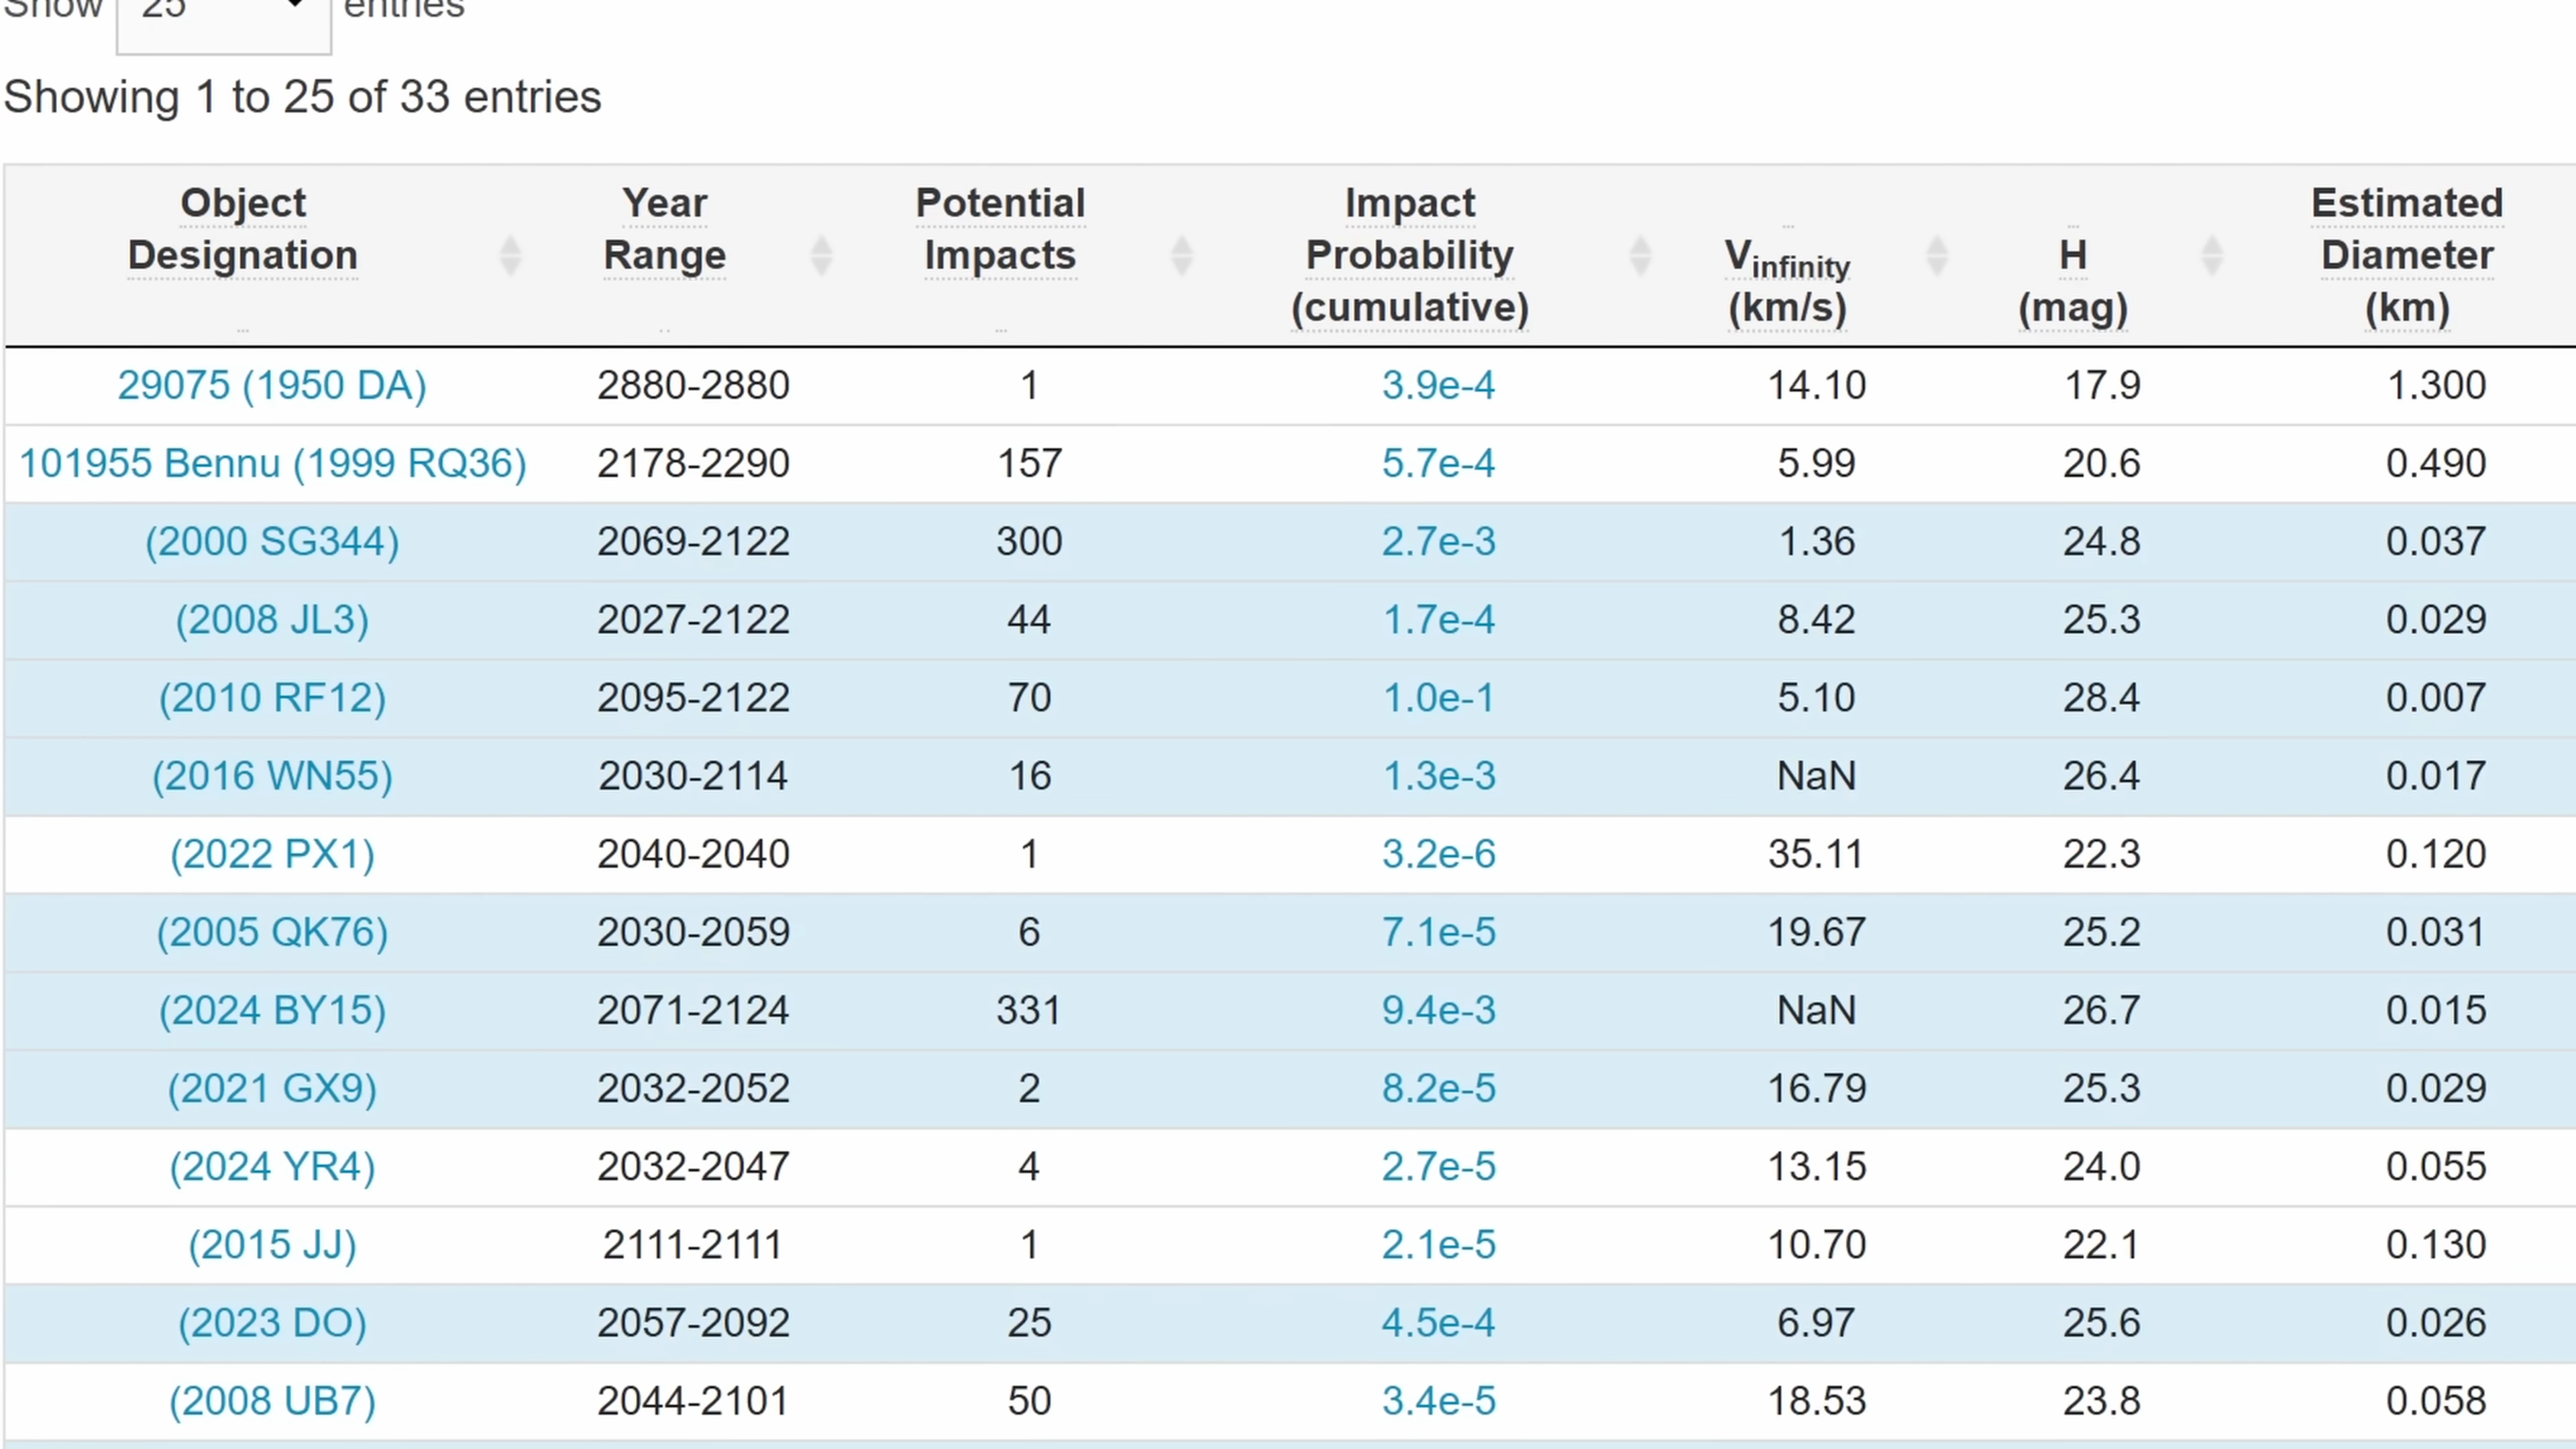 Show 25 entries
Showing 1 to 25 of 33 entries
Object Designation Year Range Potential Impacts Impact Probability (cumulative) Vinfinity (km/s) H (mag) Estimated Diameter (km)
29075 (1950 DA) 2880-2880 1 3.9e-4 14.10 17.9 1.300
101955 Bennu (1999 RQ36) 2178-2290 157 5.7e-4 5.99 20.6 0.490
(2000 SG344) 2069-2122 300 2.7e-3 1.36 24.8 0.037
(2008 JL3) 2027-2122 44 1.7e-4 8.42 25.3 0.029
(2010 RF12) 2095-2122 70 1.0e-1 5.10 28.4 0.007
(2016 WN55) 2030-2114 16 1.3e-3 NaN 26.4 0.017
(2022 PX1) 2040-2040 1 3.2e-6 35.11 22.3 0.120
(2005 QK76) 2030-2059 6 7.1e-5 19.67 25.2 0.031
(2024 BY15) 2071-2124 331 9.4e-3 NaN 26.7 0.015
(2021 GX9) 2032-2052 2 8.2e-5 16.79 25.3 0.029
(2024 YR4) 2032-2047 4 2.7e-5 13.15 24.0 0.055
(2015 JJ) 2111-2111 1 2.1e-5 10.70 22.1 0.130
(2023 DO) 2057-2092 25 4.5e-4 6.97 25.6 0.026
(2008 UB7) 2044-2101 50 3.4e-5 18.53 23.8 0.058